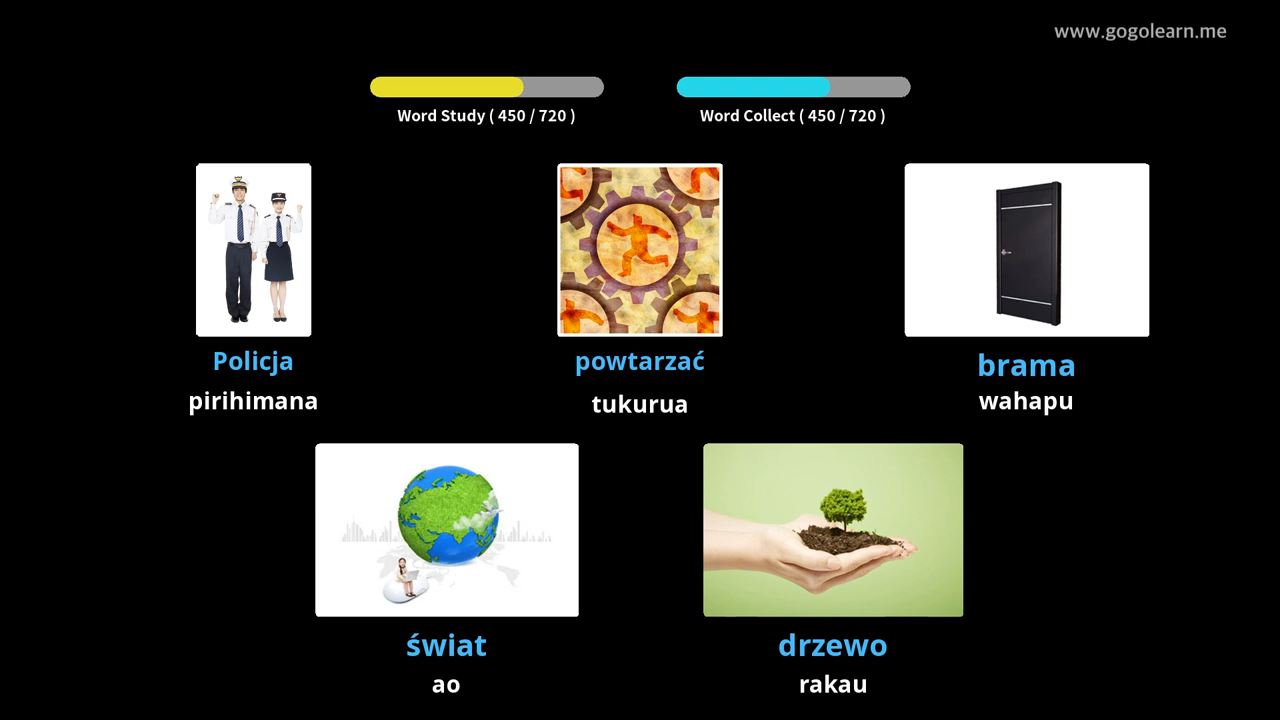 www.gogolearn.me
Word Study ( 450 / 720 )
Word Collect ( 450 / 720 )
Policja
powtarzać
brama
pirihimana
tukurua
wahapu
świat
drzewo
ao
rakau